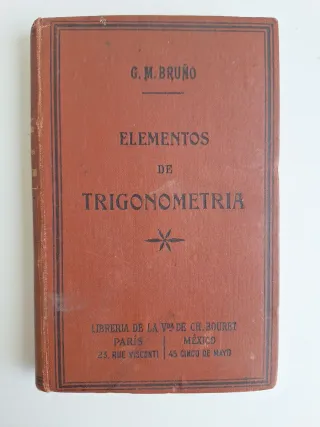 G. M. BRUÑO
ELEMENTOS
DE
TRIGONOMETRIA
LIBRERIA DE LA Vda DE CH. BOURET
PARÍS
23, RUE VISCONTI
MÉXICO
45 CINCO DE MAYO